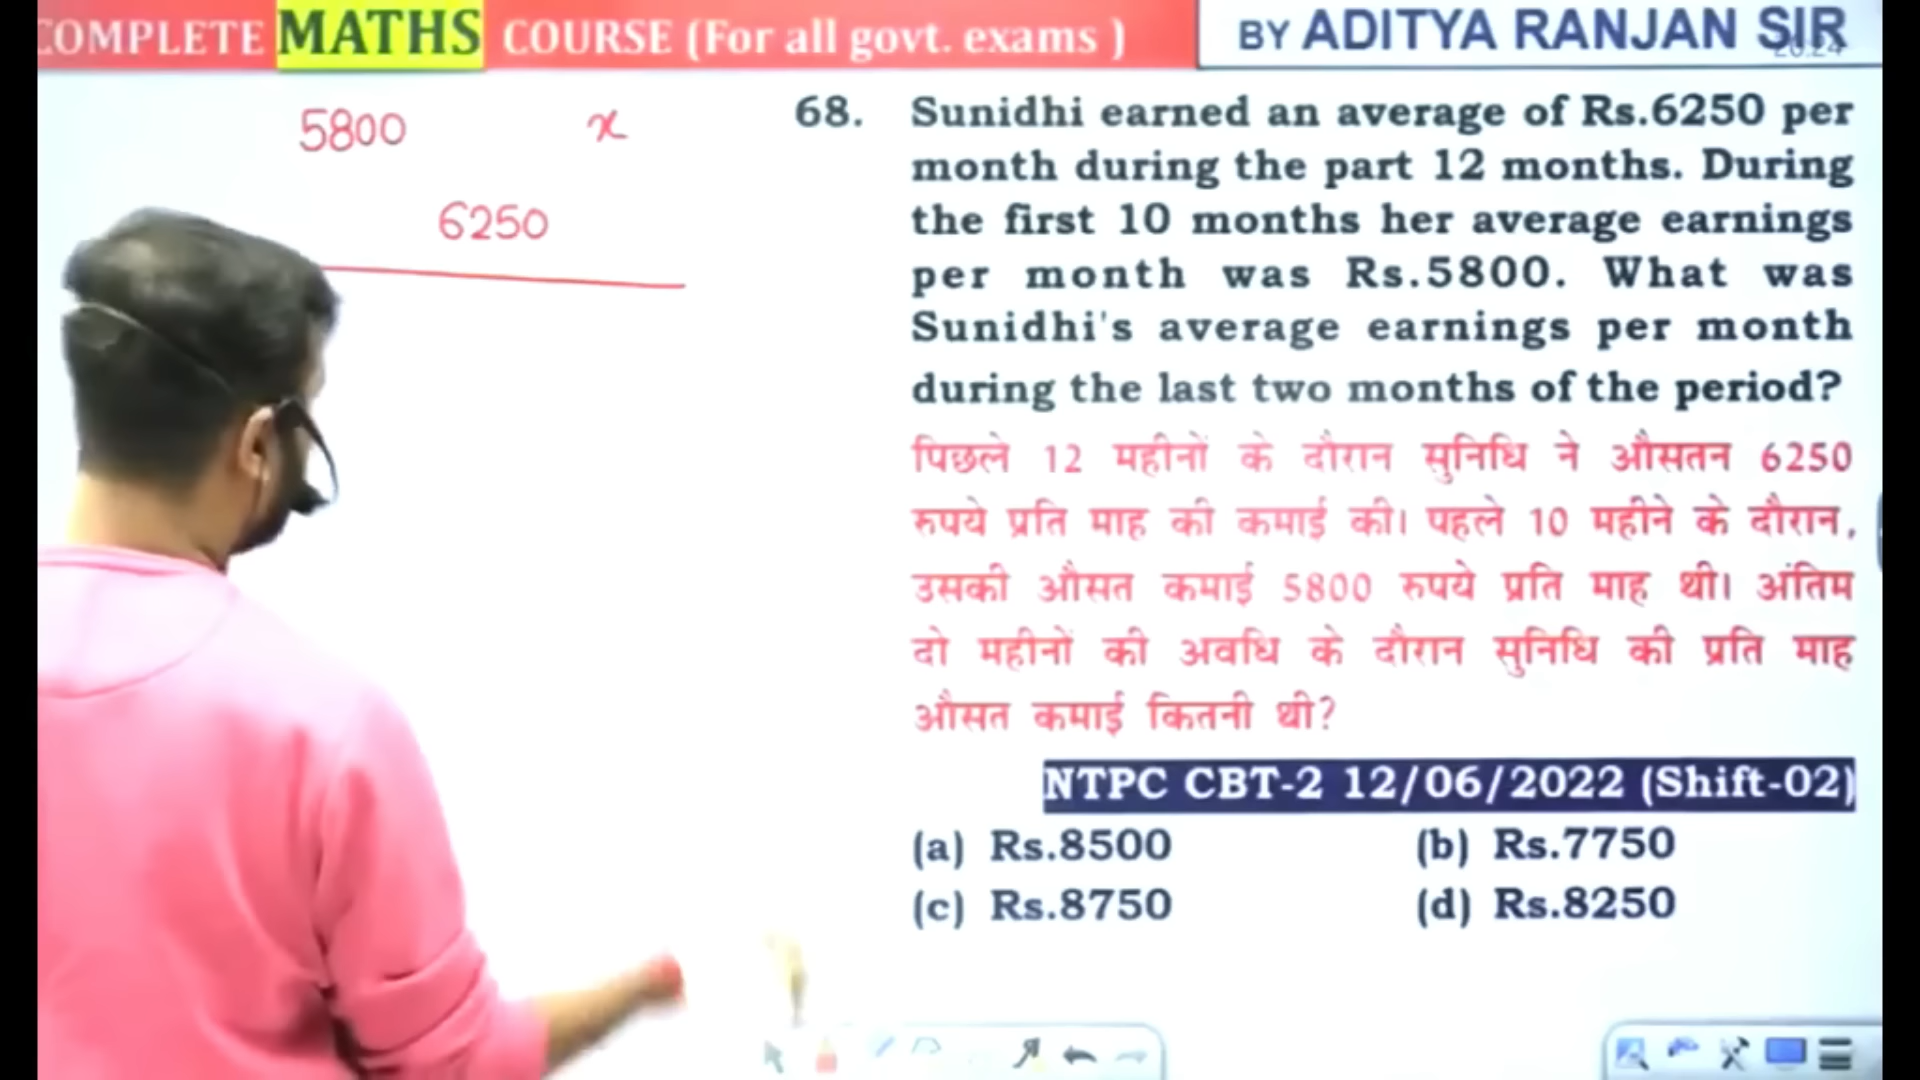 COMPLETE MATHS COURSE (For all govt. exams )
BY ADITYA RANJAN SIR
5800 x
6250
68. Sunidhi earned an average of Rs.6250 per
month during the part 12 months. During
the first 10 months her average earnings
per month was Rs.5800. What was
Sunidhi's average earnings per month
during the last two months of the period?
पिछले 12 महीनों के दौरान सुनिधि ने औसतन 6250
रुपये प्रति माह की कमाई की। पहले 10 महीने के दौरान,
उसकी औसत कमाई 5800 रुपये प्रति माह थी। अंतिम
दो महीनों की अवधि के दौरान सुनिधि की प्रति माह
औसत कमाई कितनी थी?
NTPC CBT-2 12/06/2022 (Shift-02)
(a) Rs.8500 (b) Rs.7750
(c) Rs.8750 (d) Rs.8250